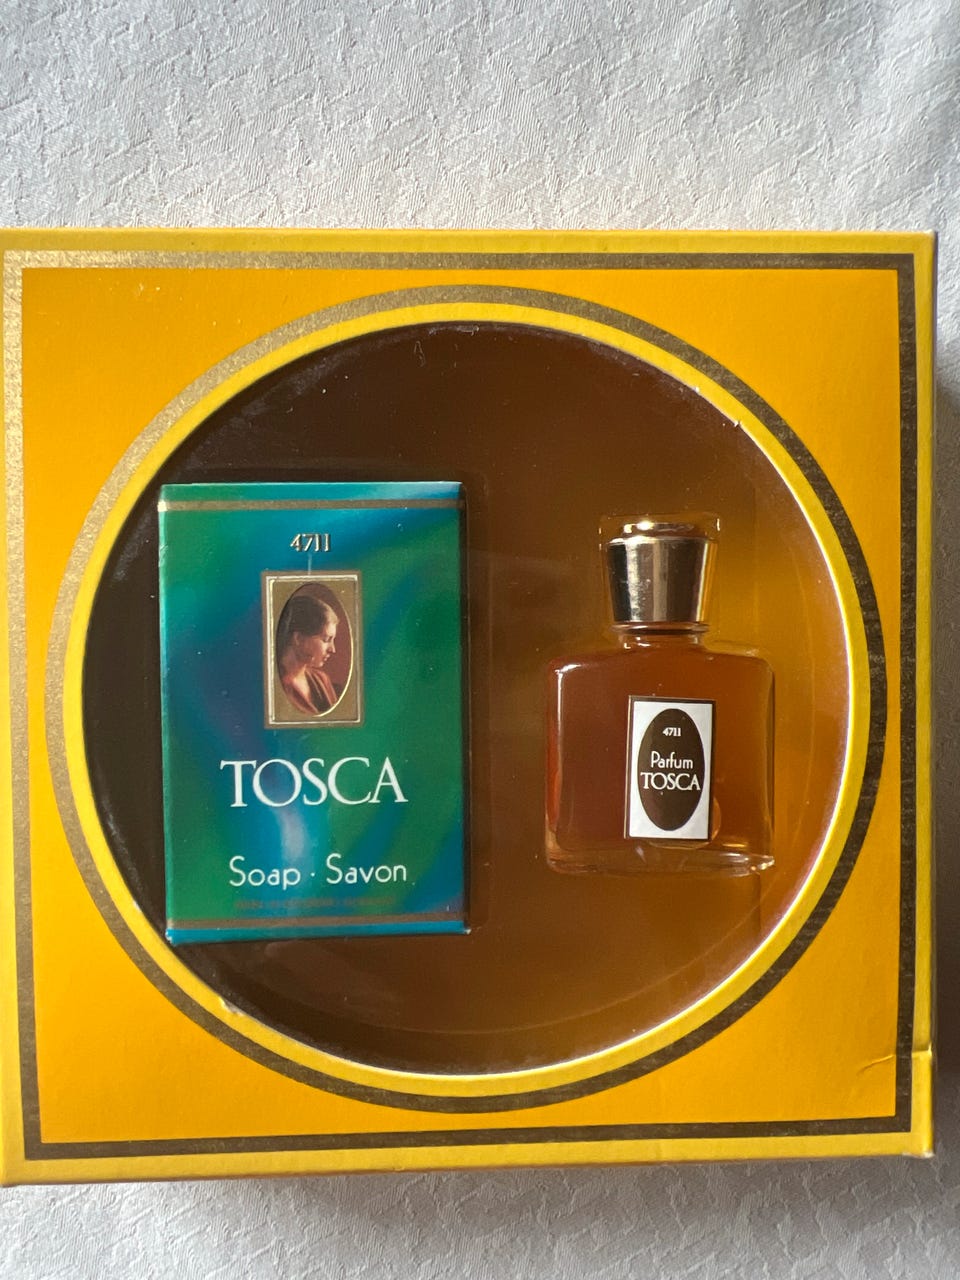 4711
TOSCA
Soap · Savon
4711
Parfum
TOSCA